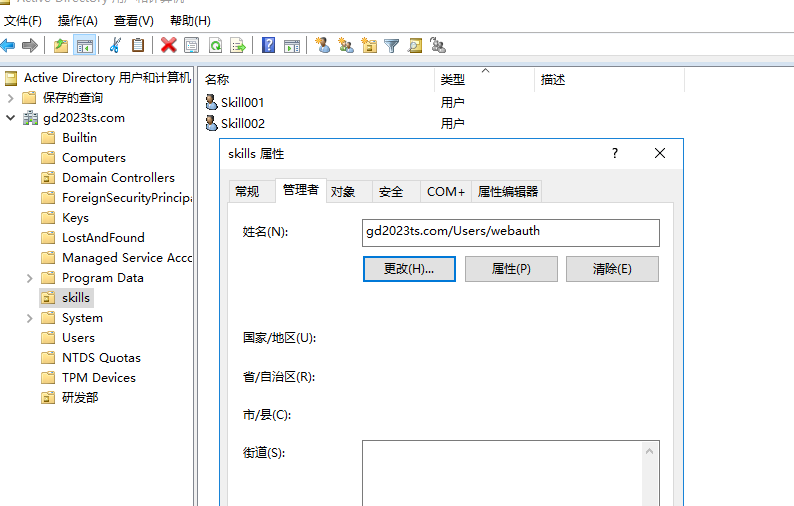 Active Directory 用户和计算机
文件(F) 操作(A) 查看(V) 帮助(H)
Active Directory 用户和计算机
保存的查询
gd2023ts.com
Builtin
Computers
Domain Controllers
ForeignSecurityPrincipa
Keys
LostAndFound
Managed Service Acco
Program Data
skills
System
Users
NTDS Quotas
TPM Devices
研发部
名称 类型 描述
Skill001 用户
Skill002 用户
skills 属性 ?
常规 管理者 对象 安全 COM+ 属性编辑器
姓名(N): gd2023ts.com/Users/webauth
更改(H)... 属性(P) 清除(E)
国家/地区(U):
省/自治区(R):
市/县(C):
街道(S):